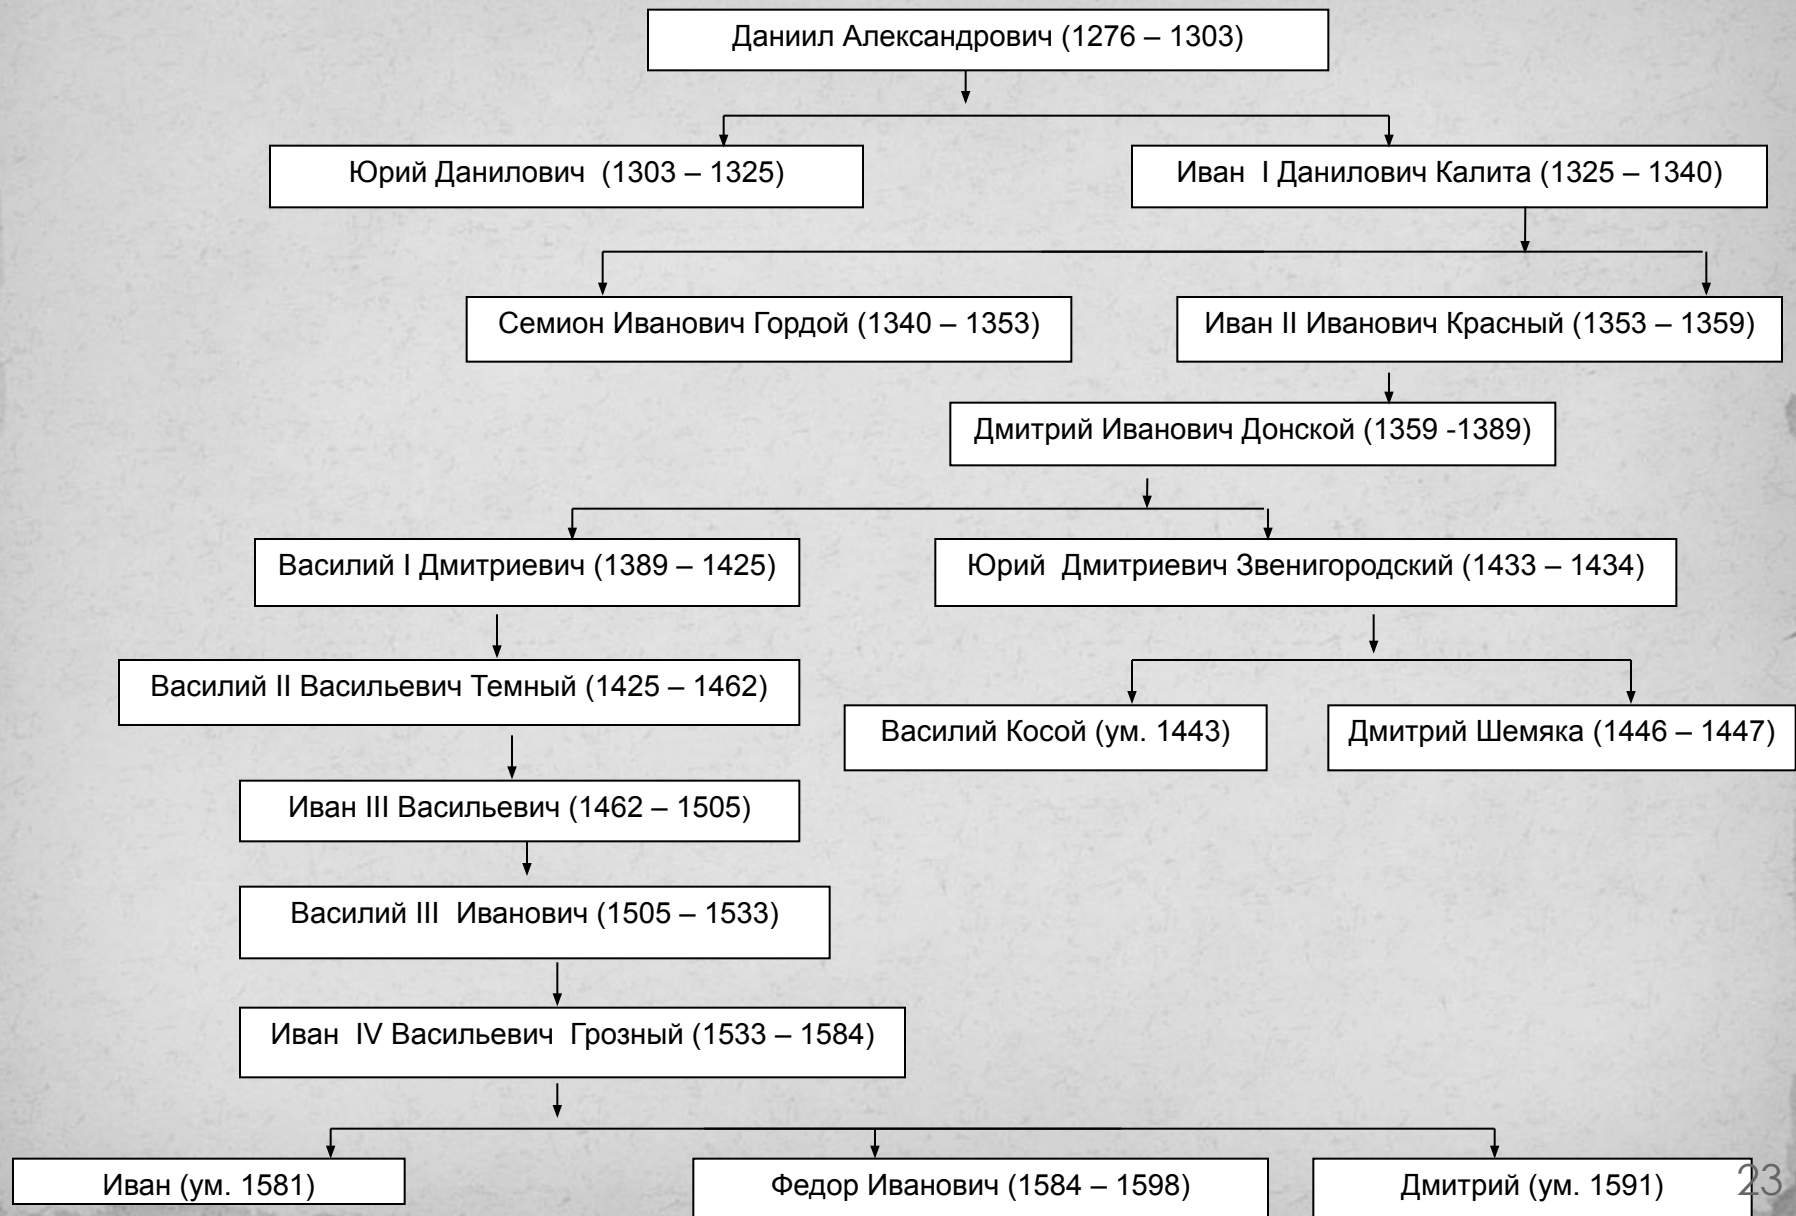 Даниил Александрович (1276 – 1303)
Юрий Данилович (1303 – 1325)
Иван I Данилович Калита (1325 – 1340)
Семион Иванович Гордой (1340 – 1353)
Иван II Иванович Красный (1353 – 1359)
Дмитрий Иванович Донской (1359 -1389)
Василий I Дмитриевич (1389 – 1425)
Юрий Дмитриевич Звенигородский (1433 – 1434)
Василий II Васильевич Темный (1425 – 1462)
Василий Косой (ум. 1443)
Дмитрий Шемяка (1446 – 1447)
Иван III Васильевич (1462 – 1505)
Василий III Иванович (1505 – 1533)
Иван IV Васильевич Грозный (1533 – 1584)
Иван (ум. 1581)
Федор Иванович (1584 – 1598)
Дмитрий (ум. 1591)
23